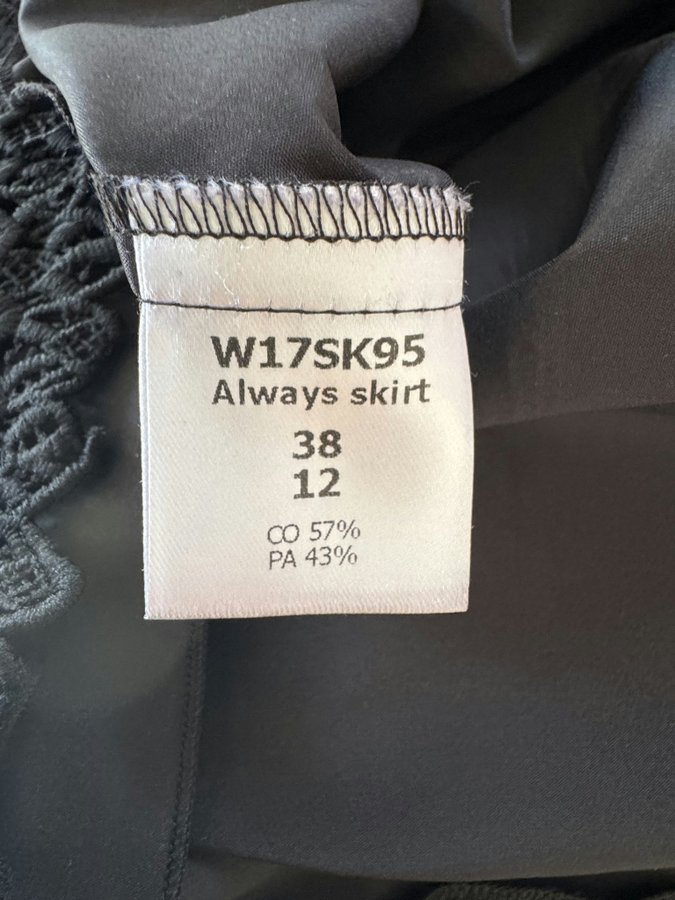 W17SK95
Always skirt
38
12
CO 57%
PA 43%